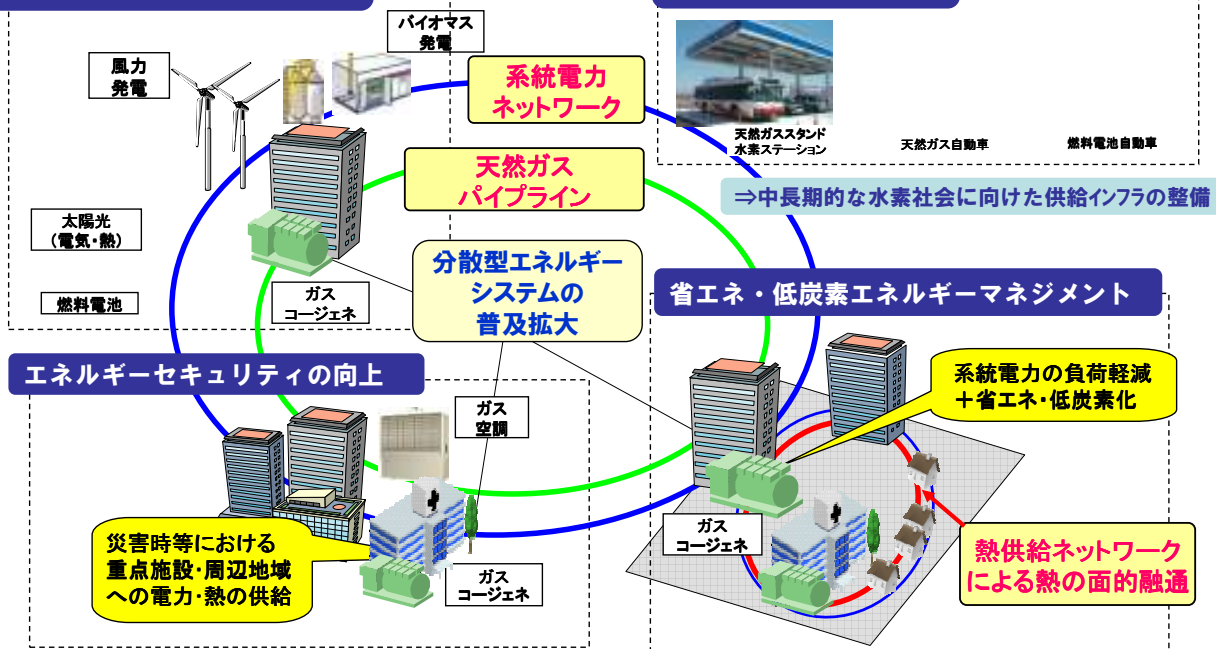 バイオマス
発電
風力
発電
系統電力
ネットワーク
天然ガススタンド
水素ステーション
天然ガス自動車
燃料電池自動車
天然ガス
パイプライン
⇒中長期的な水素社会に向けた供給インフラの整備
太陽光
（電気・熱）
分散型エネルギー
システムの
普及拡大
燃料電池
ガス
コージェネ
省エネ・低炭素エネルギーマネジメント
エネルギーセキュリティの向上
系統電力の負荷軽減
＋省エネ・低炭素化
ガス
空調
災害時等における
重点施設・周辺地域
への電力・熱の供給
ガス
コージェネ
ガス
コージェネ
熱供給ネットワーク
による熱の面的融通